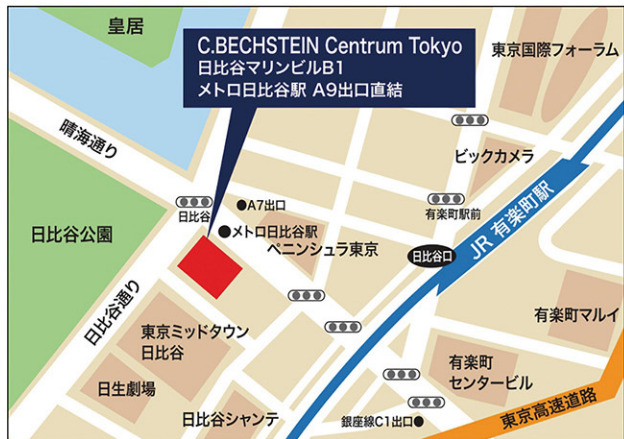 皇居
C.BECHSTEIN Centrum Tokyo
日比谷マリンビルB1
メトロ日比谷駅 A9出口直結
東京国際フォーラム
晴海通り
ビックカメラ
日比谷
A7出口
有楽町駅前
メトロ日比谷駅
日比谷公園
ペニンシュラ東京
日比谷口
JR 有楽町駅
日比谷通り
東京ミッドタウン
日比谷
有楽町マルイ
日生劇場
有楽町
センタービル
日比谷シャンテ
銀座線C1出口
東京高速道路